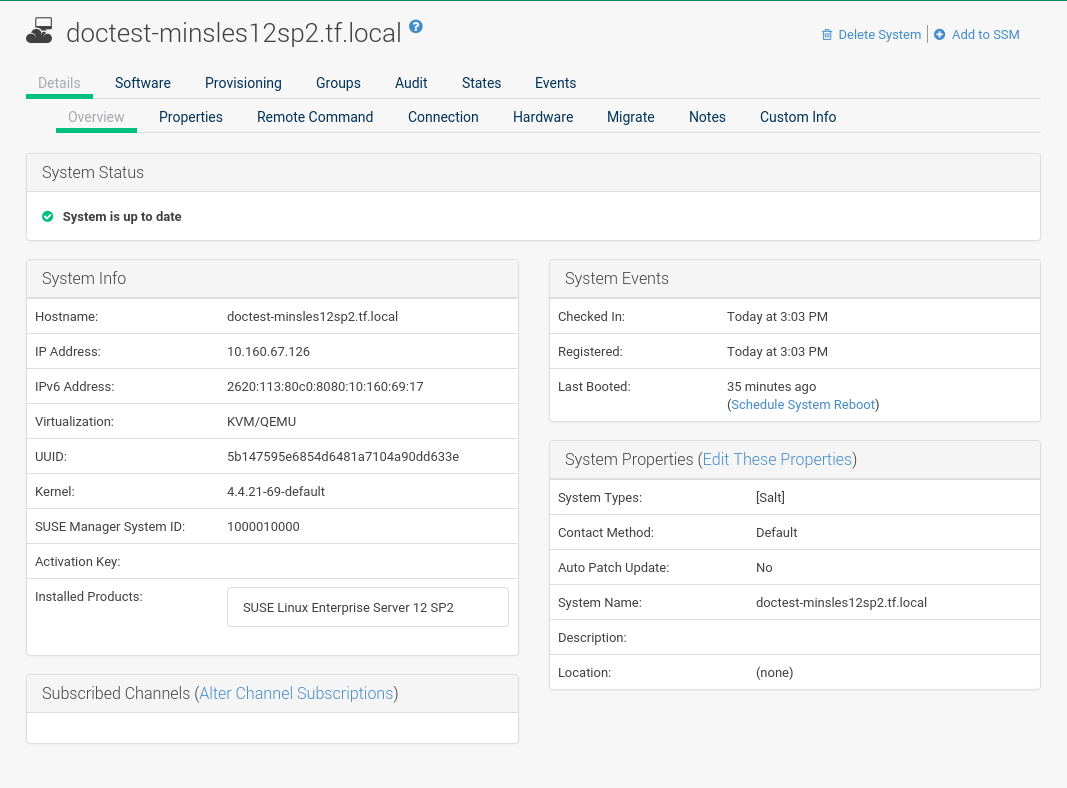 doctest-minsles12sp2.tf.local ?
Delete System | Add to SSM
Details Software Provisioning Groups Audit States Events
Overview Properties Remote Command Connection Hardware Migrate Notes Custom Info
System Status
System is up to date
System Info
Hostname: doctest-minsles12sp2.tf.local
IP Address: 10.160.67.126
IPv6 Address: 2620:113:80c0:8080:10:160:69:17
Virtualization: KVM/QEMU
UUID: 5b147595e6854d6481a7104a90dd633e
Kernel: 4.4.21-69-default
SUSE Manager System ID: 1000010000
Activation Key:
Installed Products: SUSE Linux Enterprise Server 12 SP2
Subscribed Channels (Alter Channel Subscriptions)
System Events
Checked In: Today at 3:03 PM
Registered: Today at 3:03 PM
Last Booted: 35 minutes ago
(Schedule System Reboot)
System Properties (Edit These Properties)
System Types: [Salt]
Contact Method: Default
Auto Patch Update: No
System Name: doctest-minsles12sp2.tf.local
Description:
Location: (none)